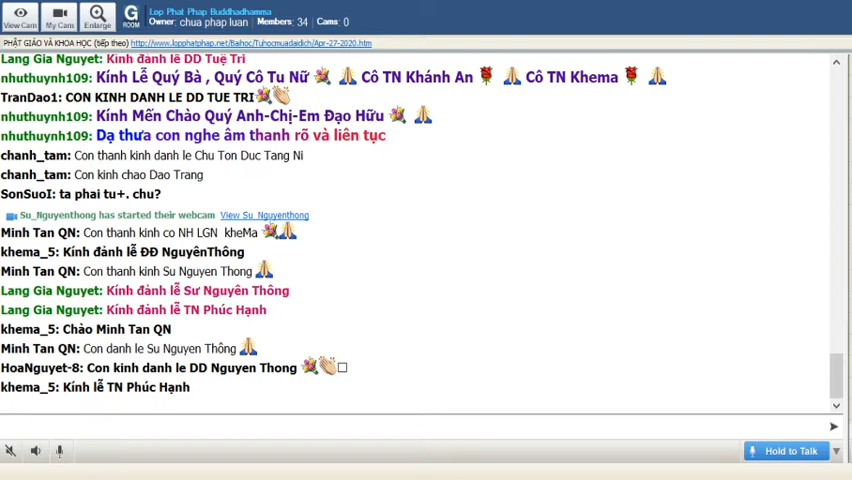 Lop Phat Phap Buddhadhamma
Owner: chua phap luan Members: 34 Cams: 0
View Cam My Cam Enlarge G ROOM
PHẬT GIÁO VÀ KHOA HỌC (tiếp theo) http://www.lopphatphap.net/Baihoc/Tuhocmuadaidich/Apr-27-2020.htm
Lang Gia Nguyet: Kính đảnh lễ DD Tuệ Tri
nhuthuynh109: Kính Lễ Quý Bà , Quý Cô Tu Nữ 💐 🙏 Cô TN Khánh An 🌹 🙏 Cô TN Khema 🌹 🙏
TranDao1: CON KINH DANH LE DD TUE TRI 💐👏
nhuthuynh109: Kính Mến Chào Quý Anh-Chị-Em Đạo Hữu 💐 🙏
nhuthuynh109: Dạ thưa con nghe âm thanh rõ và liên tục
chanh_tam: Con thanh kinh danh le Chu Ton Duc Tang Ni
chanh_tam: Con kinh chao Dao Trang
SonSuoI: ta phai tu+. chu?
Su_Nguyenthong has started their webcam View Su_Nguyenthong
Minh Tan QN: Con thanh kinh co NH LGN kheMa 💐🙏
khema_5: Kính đảnh lễ ĐĐ NguyênThông
Minh Tan QN: Con thanh kinh Su Nguyen Thong 🙏
Lang Gia Nguyet: Kính đảnh lễ Sư Nguyên Thông
Lang Gia Nguyet: Kính đảnh lễ TN Phúc Hạnh
khema_5: Chào Minh Tan QN
Minh Tan QN: Con danh le Su Nguyen Thông 🙏
HoaNguyet-8: Con kinh danh le DD Nguyen Thong 💐👏□
khema_5: Kính lễ TN Phúc Hạnh
Hold to Talk